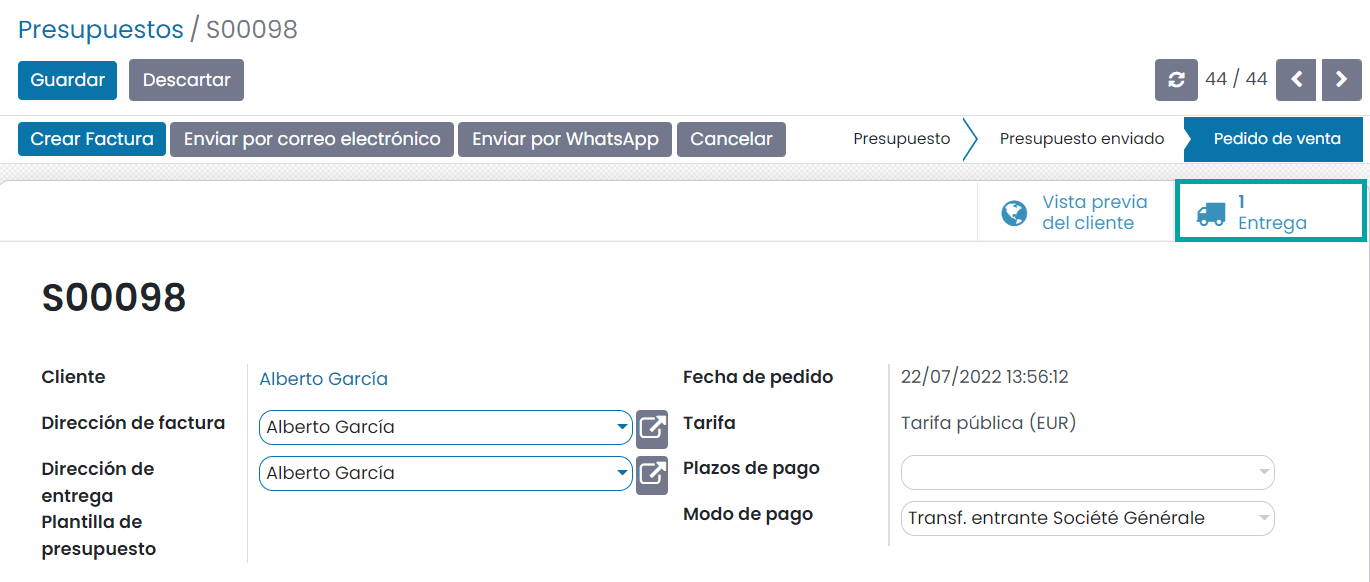 Presupuestos / S00098
Guardar Descartar 44 / 44
Crear Factura Enviar por correo electrónico Enviar por WhatsApp Cancelar Presupuesto Presupuesto enviado Pedido de venta
Vista previa
del cliente
1
Entrega
S00098
Cliente Alberto García
Dirección de factura Alberto García
Dirección de
entrega
Alberto García
Plantilla de
presupuesto
Fecha de pedido 22/07/2022 13:56:12
Tarifa Tarifa pública (EUR)
Plazos de pago
Modo de pago Transf. entrante Société Générale